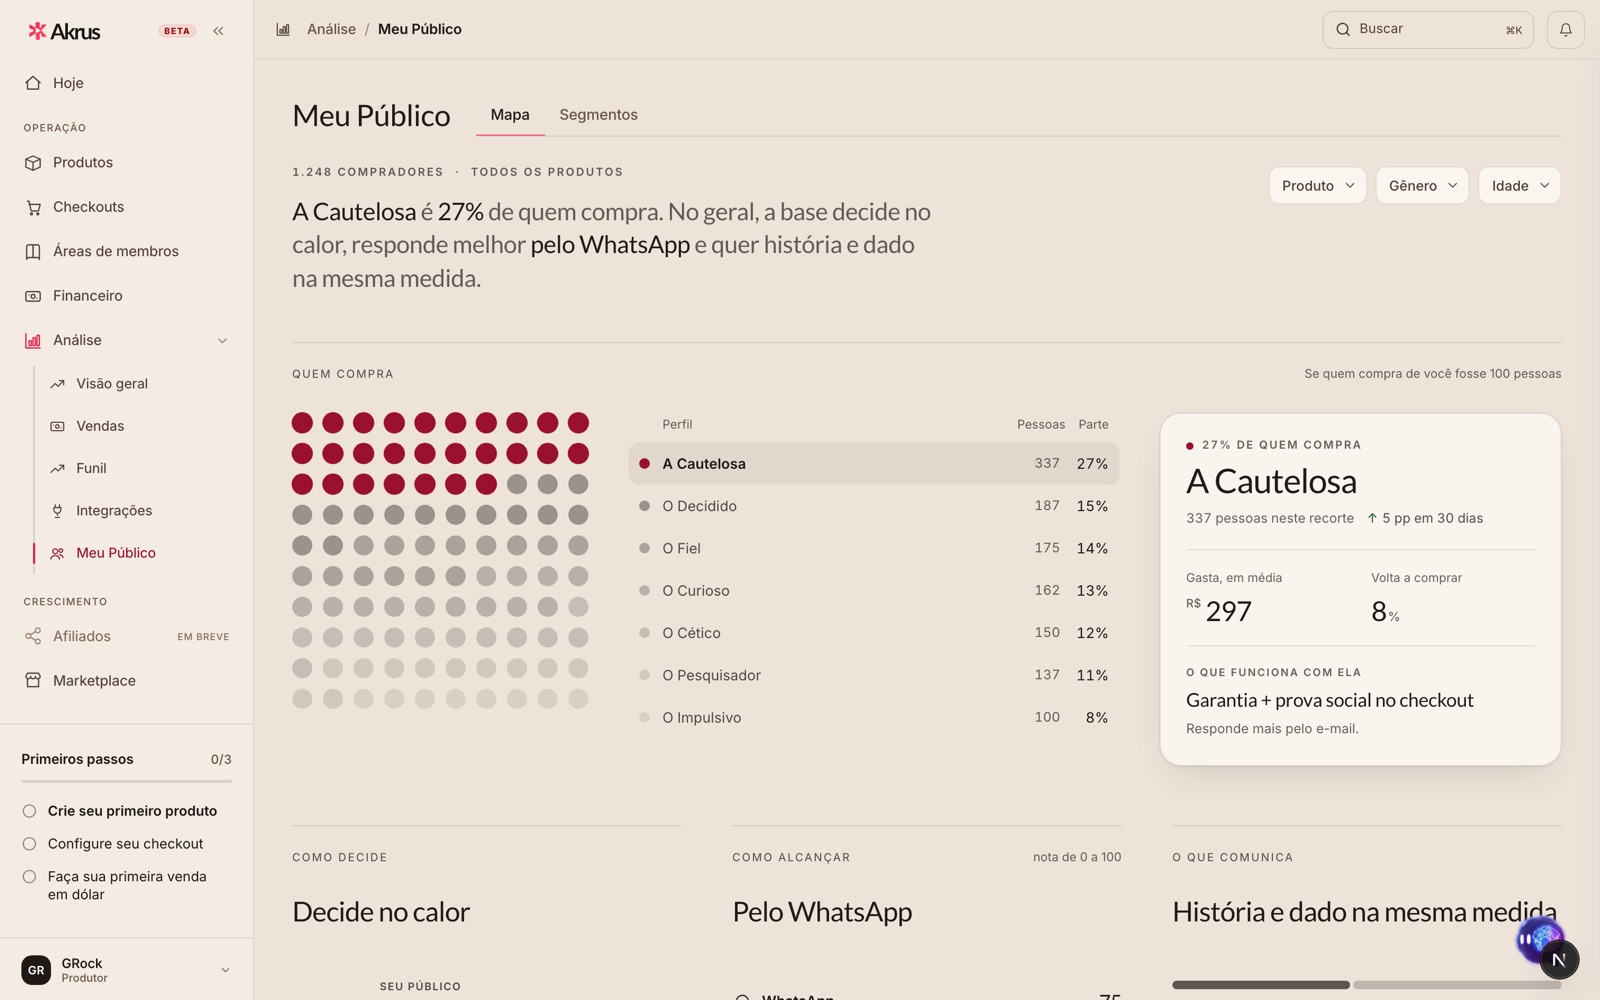 Akrus
BETA
Hoje
OPERAÇÃO
Produtos
Checkouts
Áreas de membros
Financeiro
Análise
Visão geral
Vendas
Funil
Integrações
Meu Público
CRESCIMENTO
Afiliados
EM BREVE
Marketplace
Primeiros passos
0/3
Crie seu primeiro produto
Configure seu checkout
Faça sua primeira venda
em dólar
GR
GRock
Produtor
Análise / Meu Público
Buscar
⌘K
Meu Público
Mapa
Segmentos
1.248 COMPRADORES · TODOS OS PRODUTOS
A Cautelosa é 27% de quem compra. No geral, a base decide no
calor, responde melhor pelo WhatsApp e quer história e dado
na mesma medida.
Produto
Gênero
Idade
QUEM COMPRA
Se quem compra de você fosse 100 pessoas
Perfil Pessoas Parte
A Cautelosa 337 27%
O Decidido 187 15%
O Fiel 175 14%
O Curioso 162 13%
O Cético 150 12%
O Pesquisador 137 11%
O Impulsivo 100 8%
27% DE QUEM COMPRA
A Cautelosa
337 pessoas neste recorte ↑ 5 pp em 30 dias
Gasta, em média
R$ 297
Volta a comprar
8%
O QUE FUNCIONA COM ELA
Garantia + prova social no checkout
Responde mais pelo e-mail.
COMO DECIDE
Decide no calor
SEU PÚBLICO
COMO ALCANÇAR
nota de 0 a 100
Pelo WhatsApp
WhatsApp 75
O QUE COMUNICA
História e dado na mesma medida
N